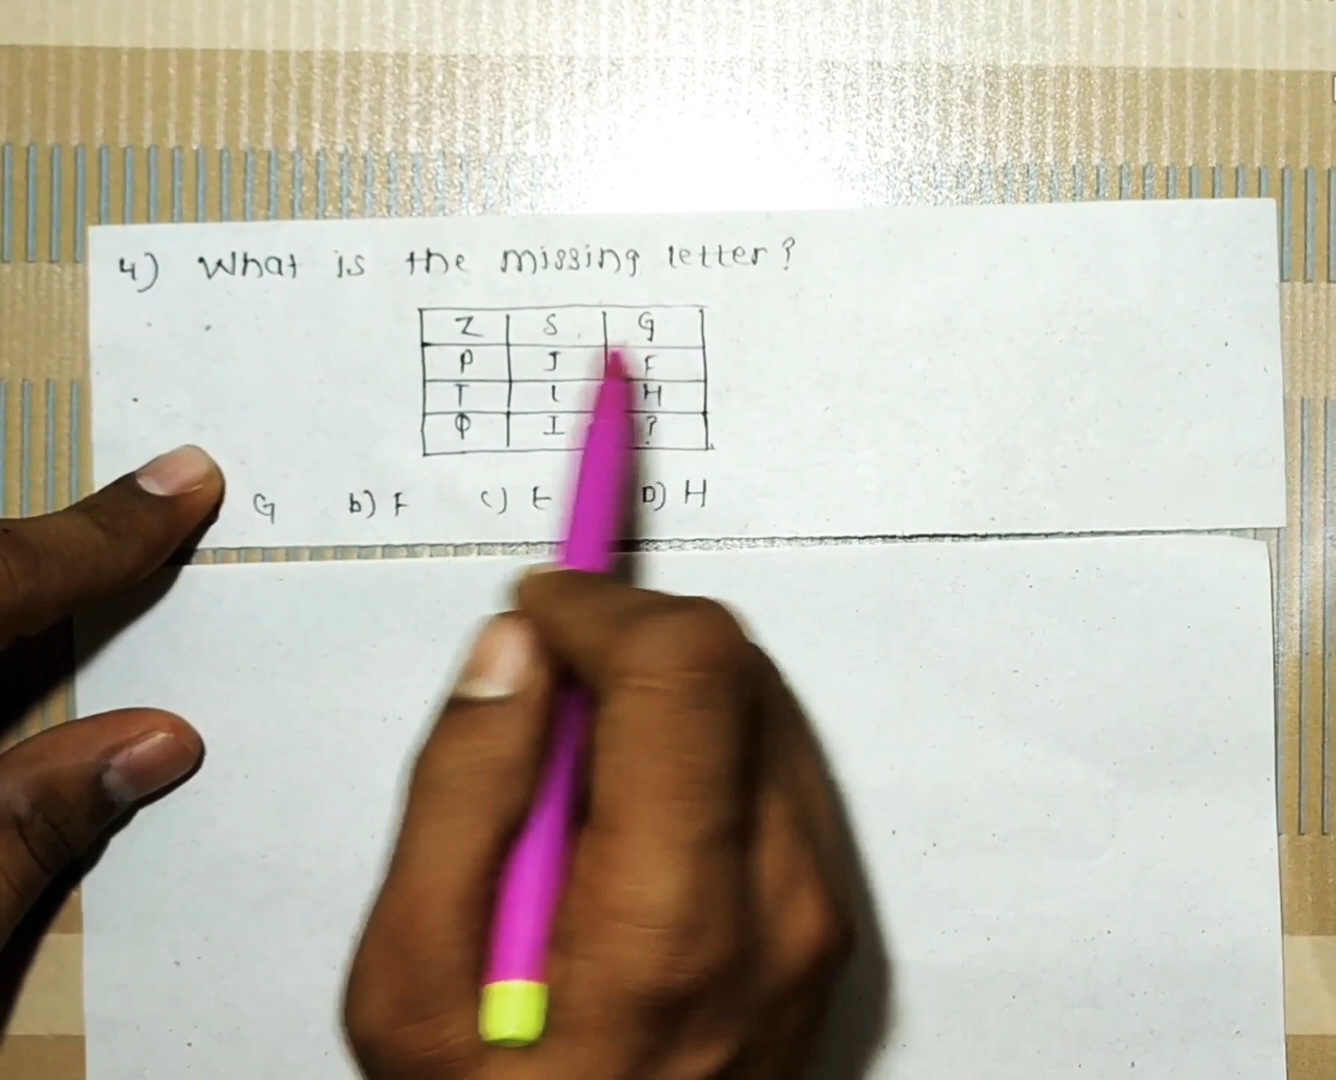 4) What is the missing letter?
Z S G
P J F
T L H
Q I ?
G b) F C) E D) H